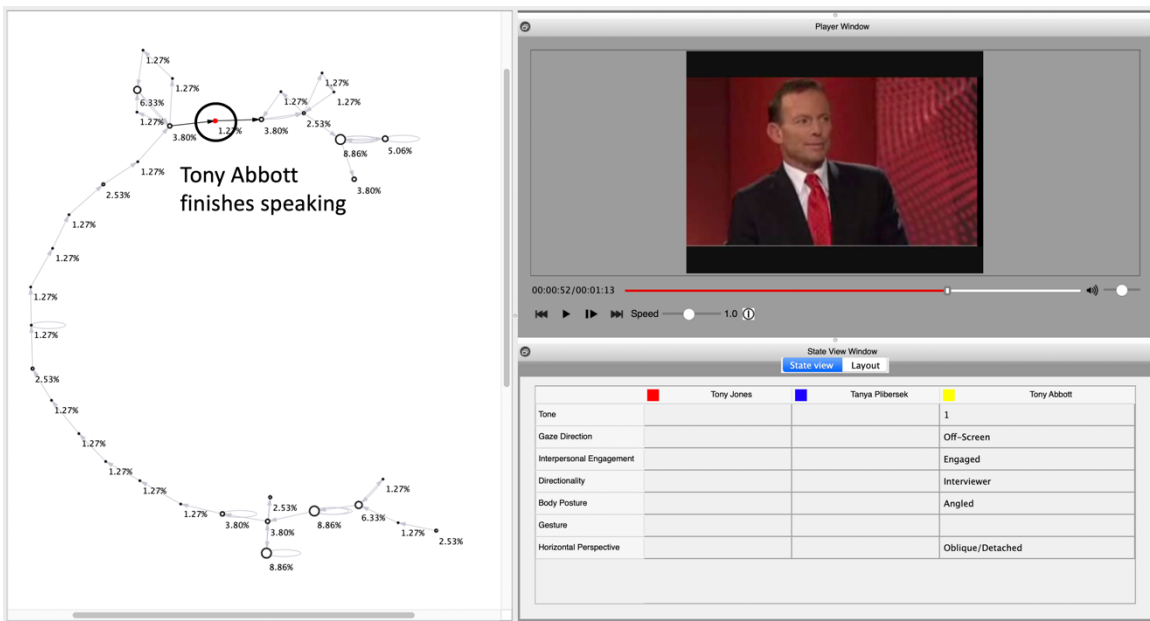 1.27%
1.27%
6.33%
1.27%
3.80%
1.27%
3.80%
1.27%
1.27%
1.27%
2.53%
8.86%
5.06%
3.80%
Tony Abbott
finishes speaking
1.27%
2.53%
1.27%
1.27%
1.27%
1.27%
2.53%
1.27%
1.27%
1.27%
1.27%
1.27%
3.80%
2.53%
3.80%
8.86%
8.86%
1.27%
6.33%
1.27%
2.53%
Player Window
00:00:52/00:01:13
Speed 1.0
State View Window
State view Layout
Tony Jones Tanya Plibersek Tony Abbott
Tone 1
Gaze Direction Off-Screen
Interpersonal Engagement Engaged
Directionality Interviewer
Body Posture Angled
Gesture
Horizontal Perspective Oblique/Detached